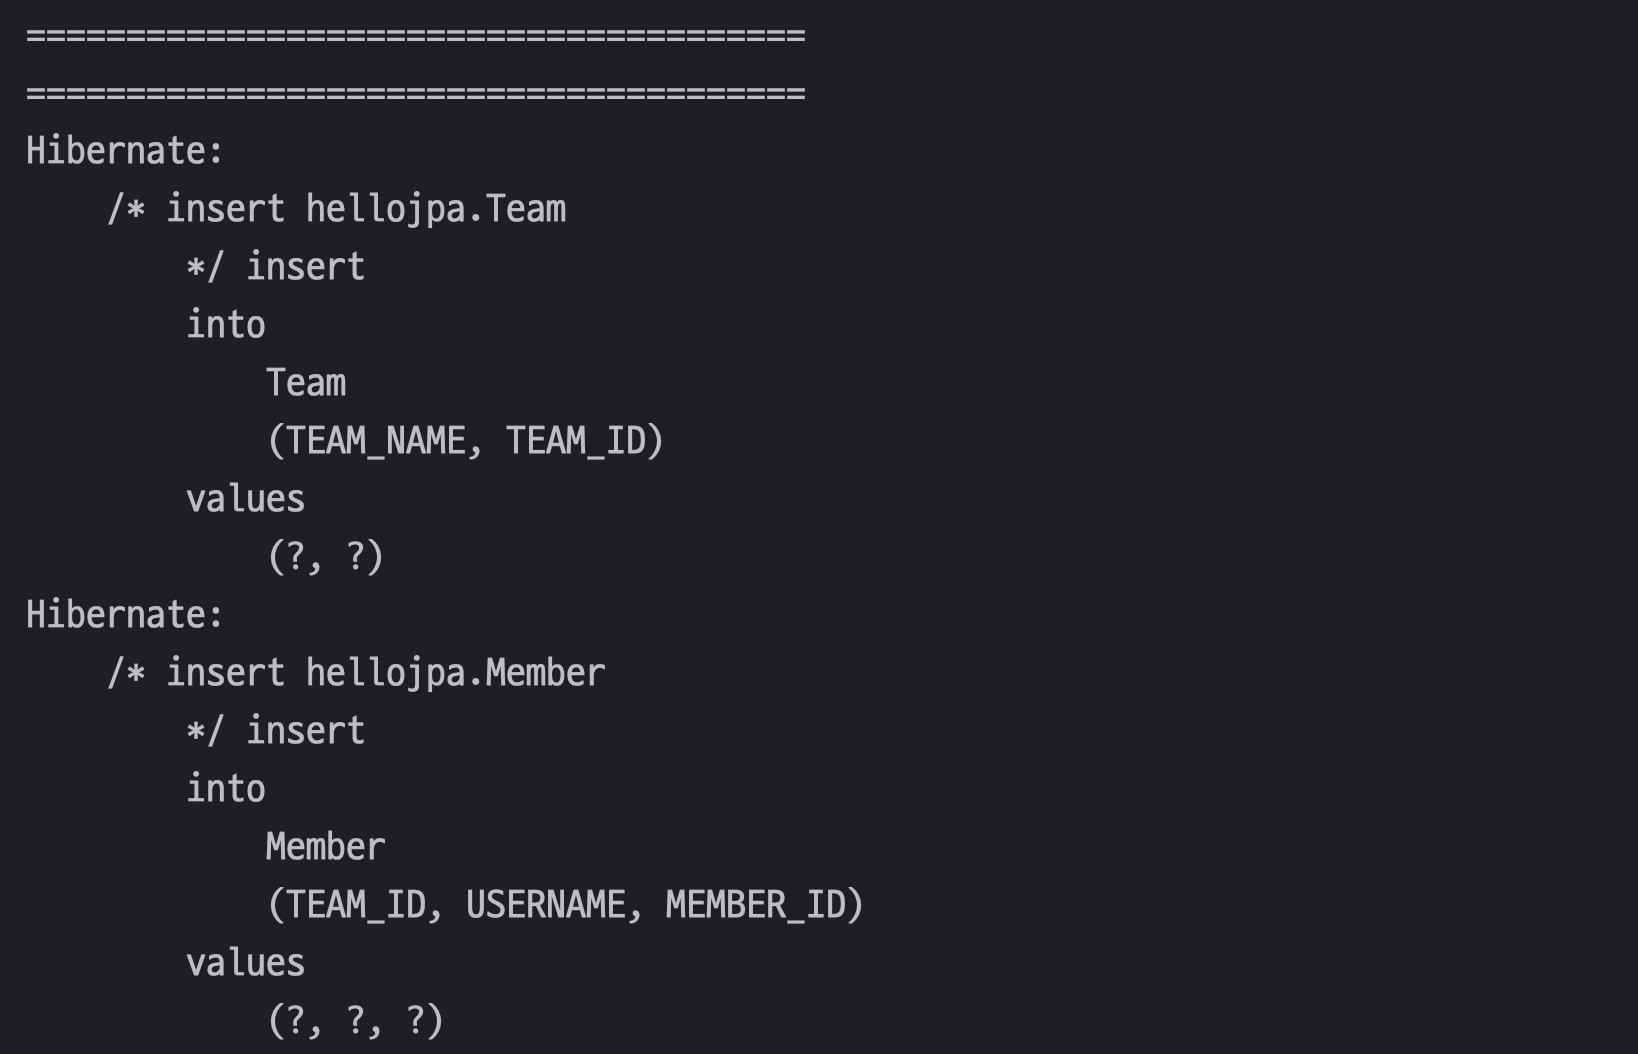 =======================================
=======================================
Hibernate:
    /* insert hellojpa.Team
        */ insert
        into
            Team
            (TEAM_NAME, TEAM_ID)
        values
            (?, ?)
Hibernate:
    /* insert hellojpa.Member
        */ insert
        into
            Member
            (TEAM_ID, USERNAME, MEMBER_ID)
        values
            (?, ?, ?)